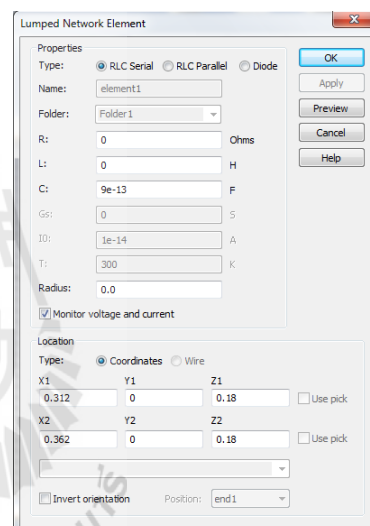 Lumped Network Element
Properties
Type: RLC Serial RLC Parallel Diode
Name: element1
Folder: Folder1
R: 0 Ohms
L: 0 H
C: 9e-13 F
Gs: 0 S
I0: 1e-14 A
T: 300 K
Radius: 0.0
Monitor voltage and current
OK
Apply
Preview
Cancel
Help
Location
Type: Coordinates Wire
X1 Y1 Z1
0.312 0 0.18 Use pick
X2 Y2 Z2
0.362 0 0.18 Use pick
Invert orientation Position: end1